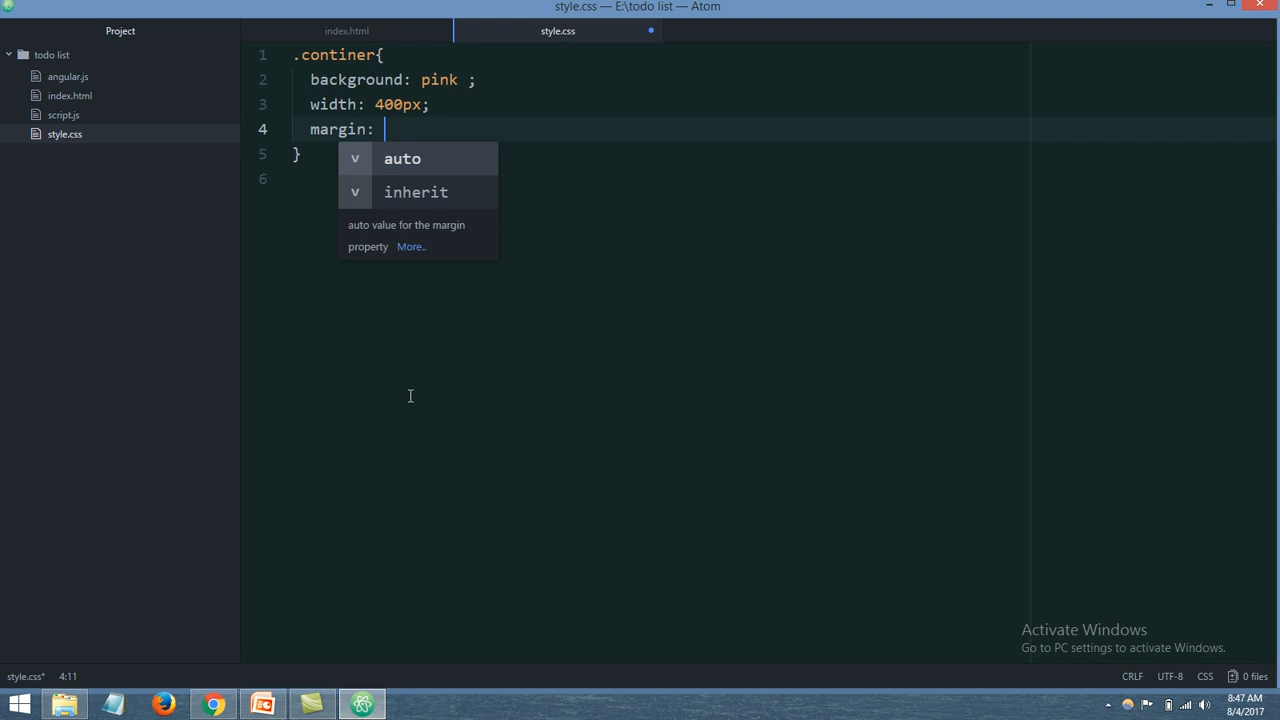 style.css — E:\todo list — Atom
Project
index.html
style.css
todo list
angular.js
index.html
script.js
style.css
1 .continer{
2 background: pink ;
3 width: 400px;
4 margin:
5 }
6
v auto
v inherit
auto value for the margin
property More..
Activate Windows
Go to PC settings to activate Windows.
style.css* 4:11
CRLF UTF-8 CSS 0 files
8:47 AM
8/4/2017